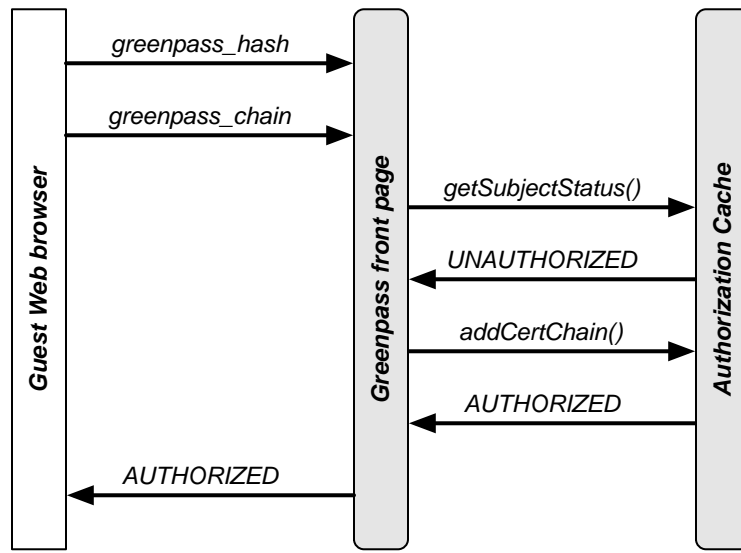 greenpass_hash
greenpass_chain
getSubjectStatus()
UNAUTHORIZED
addCertChain()
AUTHORIZED
AUTHORIZED
Guest Web browser
Greenpass front page
Authorization Cache